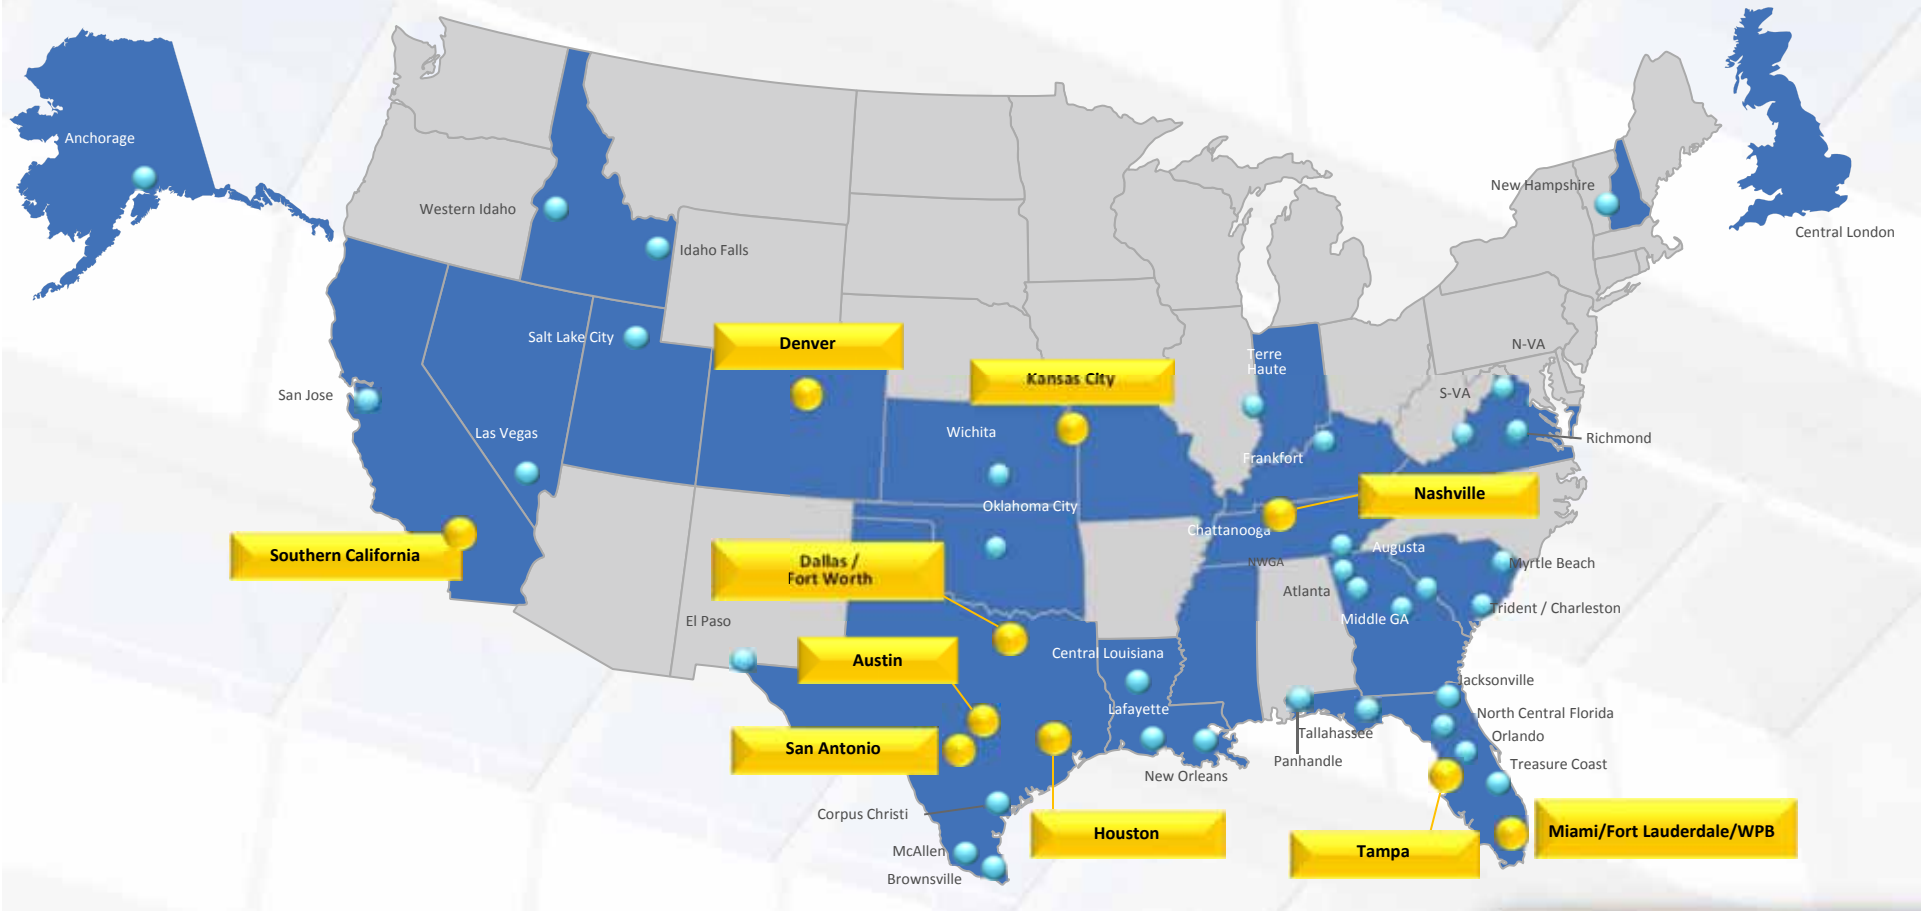 Anchorage
New Hampshire
Western Idaho
Central London
Idaho Falls
Salt Lake City
Denver
N-VA
Terre
Haute
Kansas City
San Jose
S-VA
Las Vegas
Wichita
Richmond
Frankfort
Nashville
Oklahoma City
Chattanooga
Southern California
Augusta
Dallas /
Fort Worth
NWGA
Myrtle Beach
Atlanta
Trident / Charleston
El Paso
Middle GA
Central Louisiana
Austin
Jacksonville
Lafayette
North Central Florida
Tallahassee
Orlando
San Antonio
Panhandle
Treasure Coast
New Orleans
Corpus Christi
Houston
Miami/Fort Lauderdale/WPB
McAllen
Tampa
Brownsville